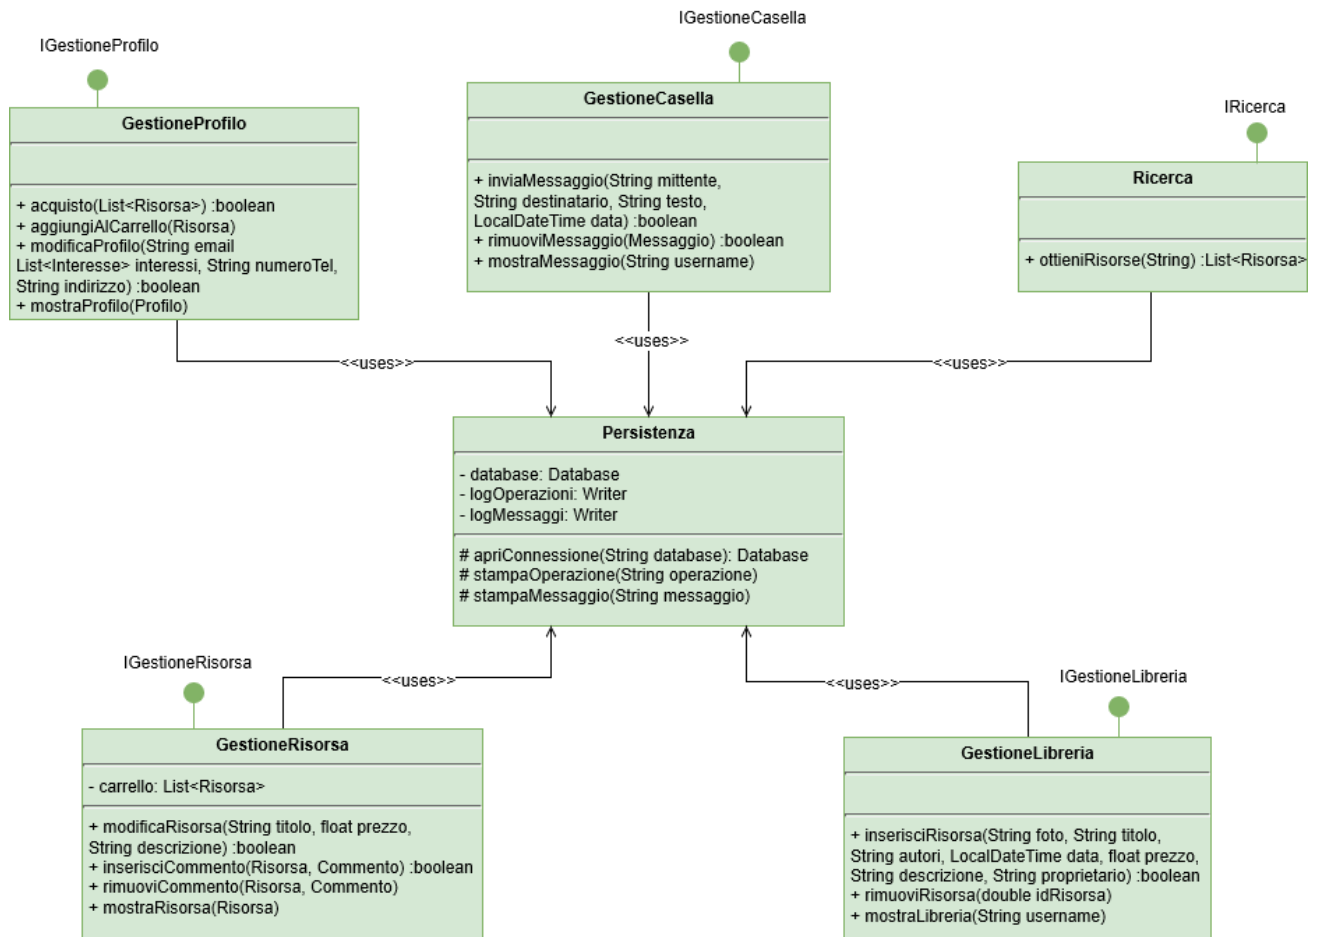 IGestioneProfilo
GestioneProfilo
+ acquisto(List<Risorsa>) :boolean
+ aggiungiAlCarrello(Risorsa)
+ modificaProfilo(String email
List<Interesse> interessi, String numeroTel,
String indirizzo) :boolean
+ mostraProfilo(Profilo)
IGestioneCasella
GestioneCasella
+ inviaMessaggio(String mittente,
String destinatario, String testo,
LocalDateTime data) :boolean
+ rimuoviMessaggio(Messaggio) :boolean
+ mostraMessaggio(String username)
IRicerca
Ricerca
+ ottieniRisorse(String) :List<Risorsa>
<<uses>>
<<uses>>
<<uses>>
Persistenza
- database: Database
- logOperazioni: Writer
- logMessaggi: Writer
# apriConnessione(String database): Database
# stampaOperazione(String operazione)
# stampaMessaggio(String messaggio)
<<uses>>
<<uses>>
IGestioneRisorsa
GestioneRisorsa
- carrello: List<Risorsa>
+ modificaRisorsa(String titolo, float prezzo,
String descrizione) :boolean
+ inserisciCommento(Risorsa, Commento) :boolean
+ rimuoviCommento(Risorsa, Commento)
+ mostraRisorsa(Risorsa)
IGestioneLibreria
GestioneLibreria
+ inserisciRisorsa(String foto, String titolo,
String autori, LocalDateTime data, float prezzo,
String descrizione, String proprietario) :boolean
+ rimuoviRisorsa(double idRisorsa)
+ mostraLibreria(String username)